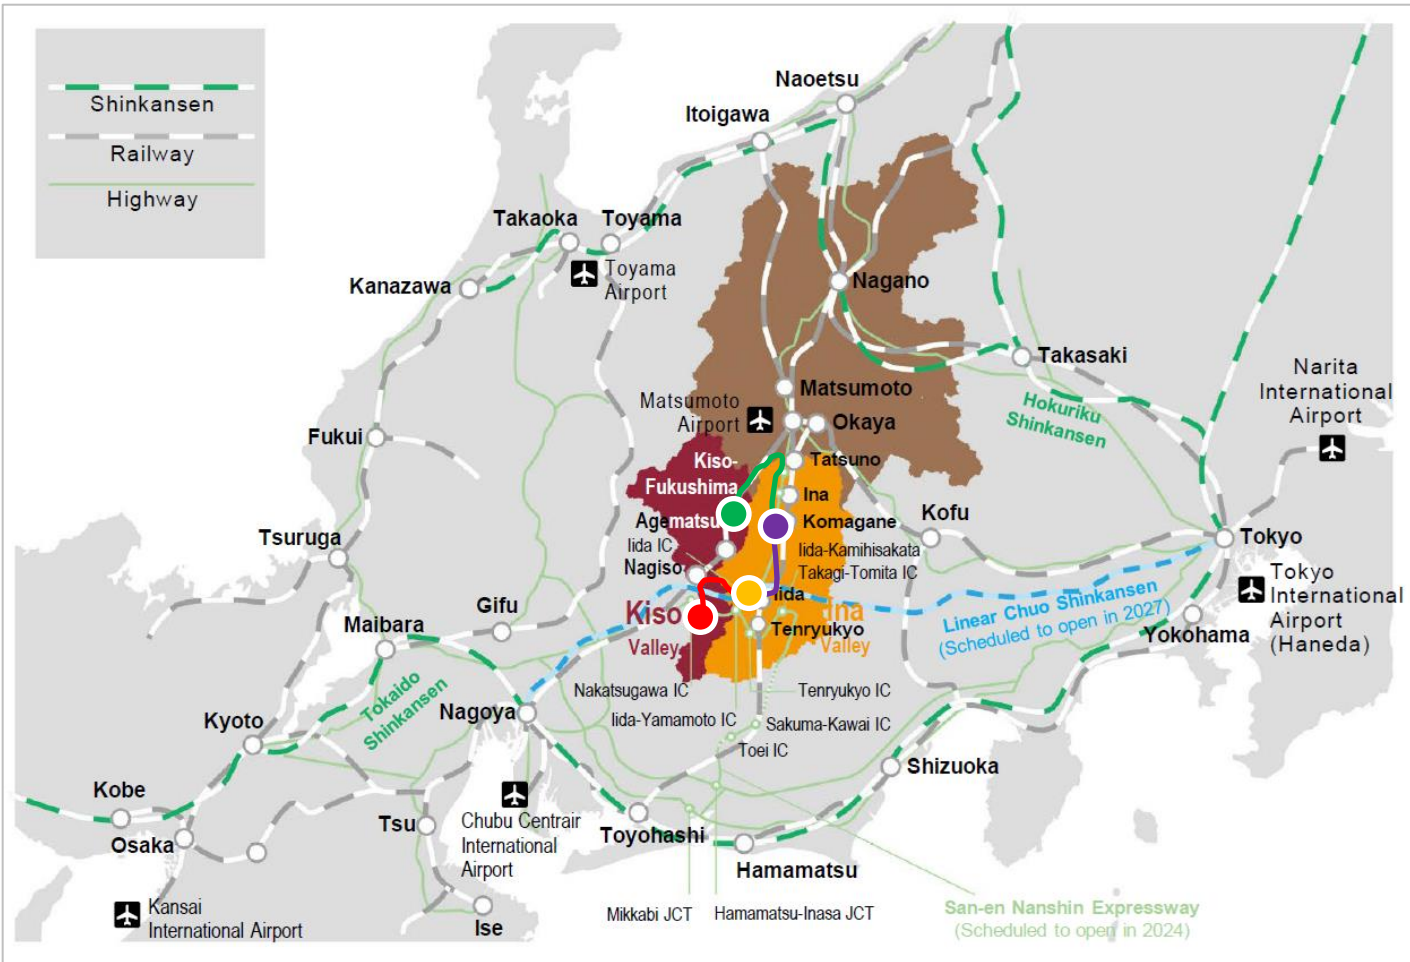 Shinkansen
Railway
Highway
Naoetsu
Itoigawa
Takaoka
Toyama
Toyama
Airport
Kanazawa
Nagano
Takasaki
Narita
International
Airport
Matsumoto
Matsumoto
Airport
Okaya
Hokuriku
Shinkansen
Fukui
Kiso-
Fukushima
Tatsuno
Ina
Agematsu
Komagane
Kofu
Tokyo
Tsuruga
Iida IC
Iida-Kamihisakata
Takagi-Tomita IC
Nagiso
Iida
Tokyo
International
Airport
(Haneda)
Linear Chuo Shinkansen
(Scheduled to open in 2027)
Gifu
Kiso
Valley
Ina
Valley
Tenryukyo
Maibara
Yokohama
Nakatsugawa IC
Tenryukyo IC
Tokaido
Shinkansen
Nagoya
Iida-Yamamoto IC
Sakuma-Kawai IC
Toei IC
Kyoto
Shizuoka
Kobe
Osaka
Tsu
Chubu Centrair
International
Airport
Toyohashi
Hamamatsu
Kansai
International Airport
Ise
Mikkabi JCT
Hamamatsu-Inasa JCT
San-en Nanshin Expressway
(Scheduled to open in 2024)